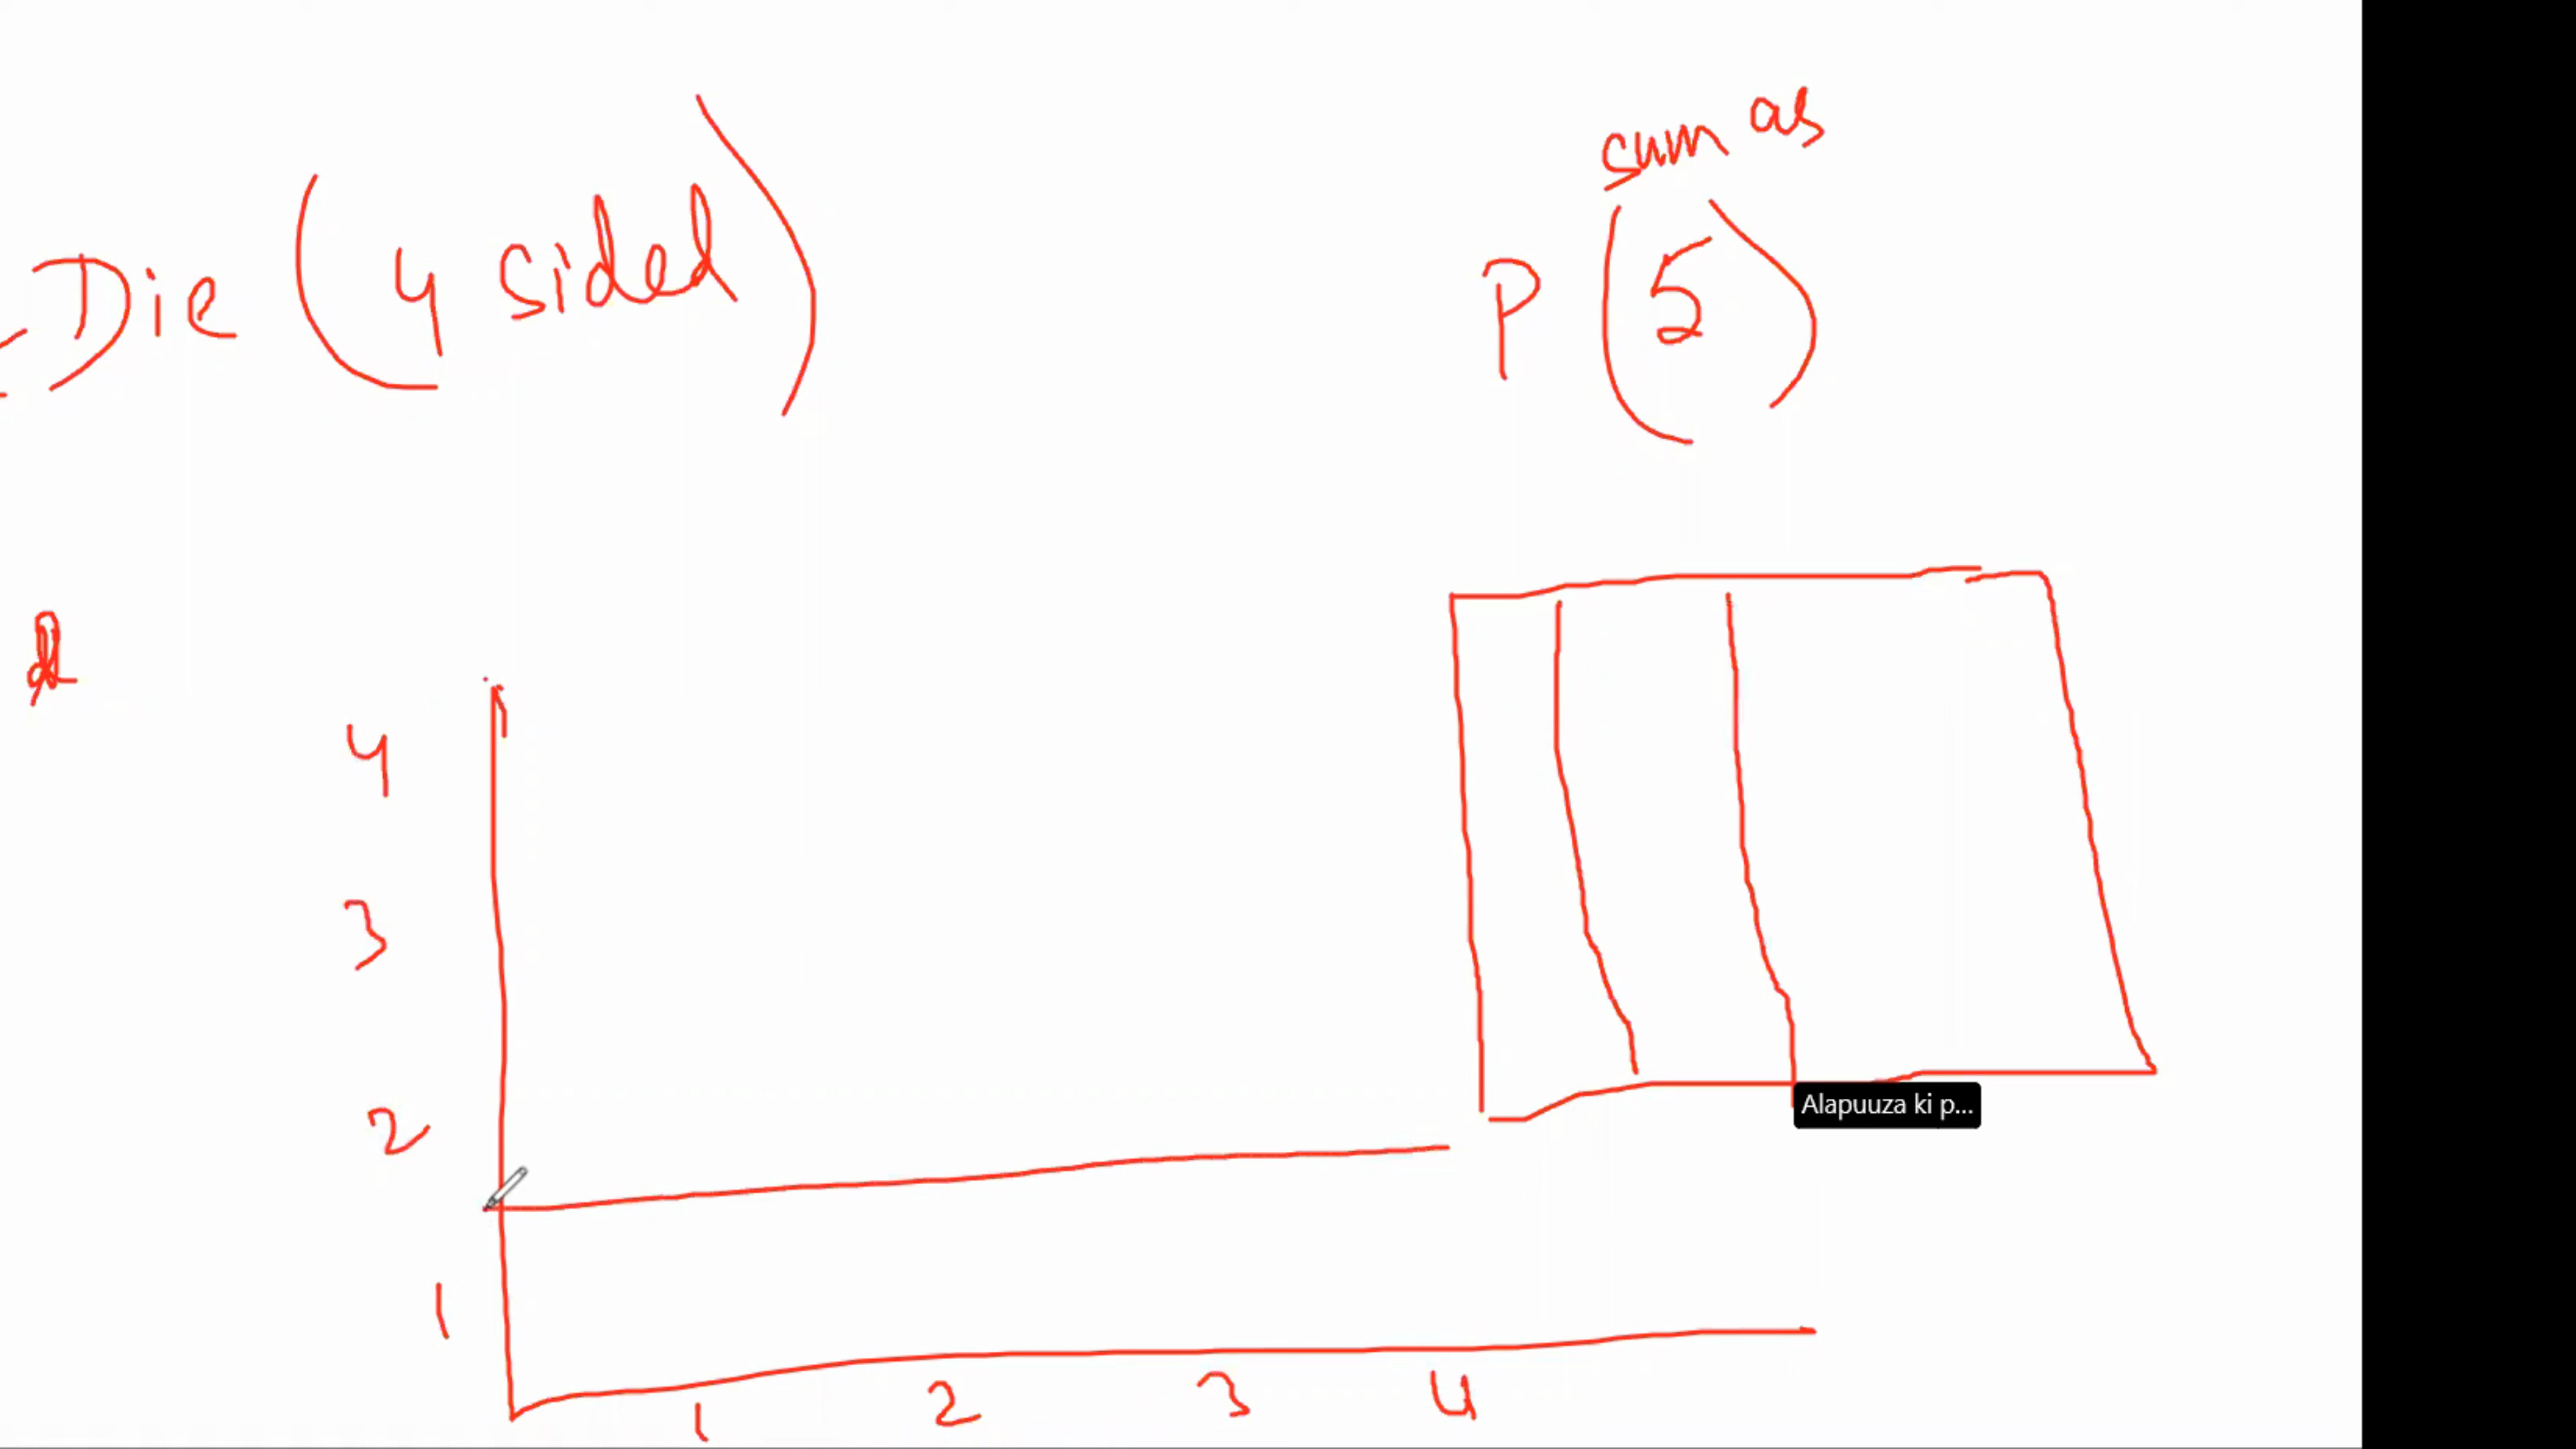 sum as
Die (4 sided)
P (5)
4
3
2
1
1 2 3 4
Alapuuza ki p...